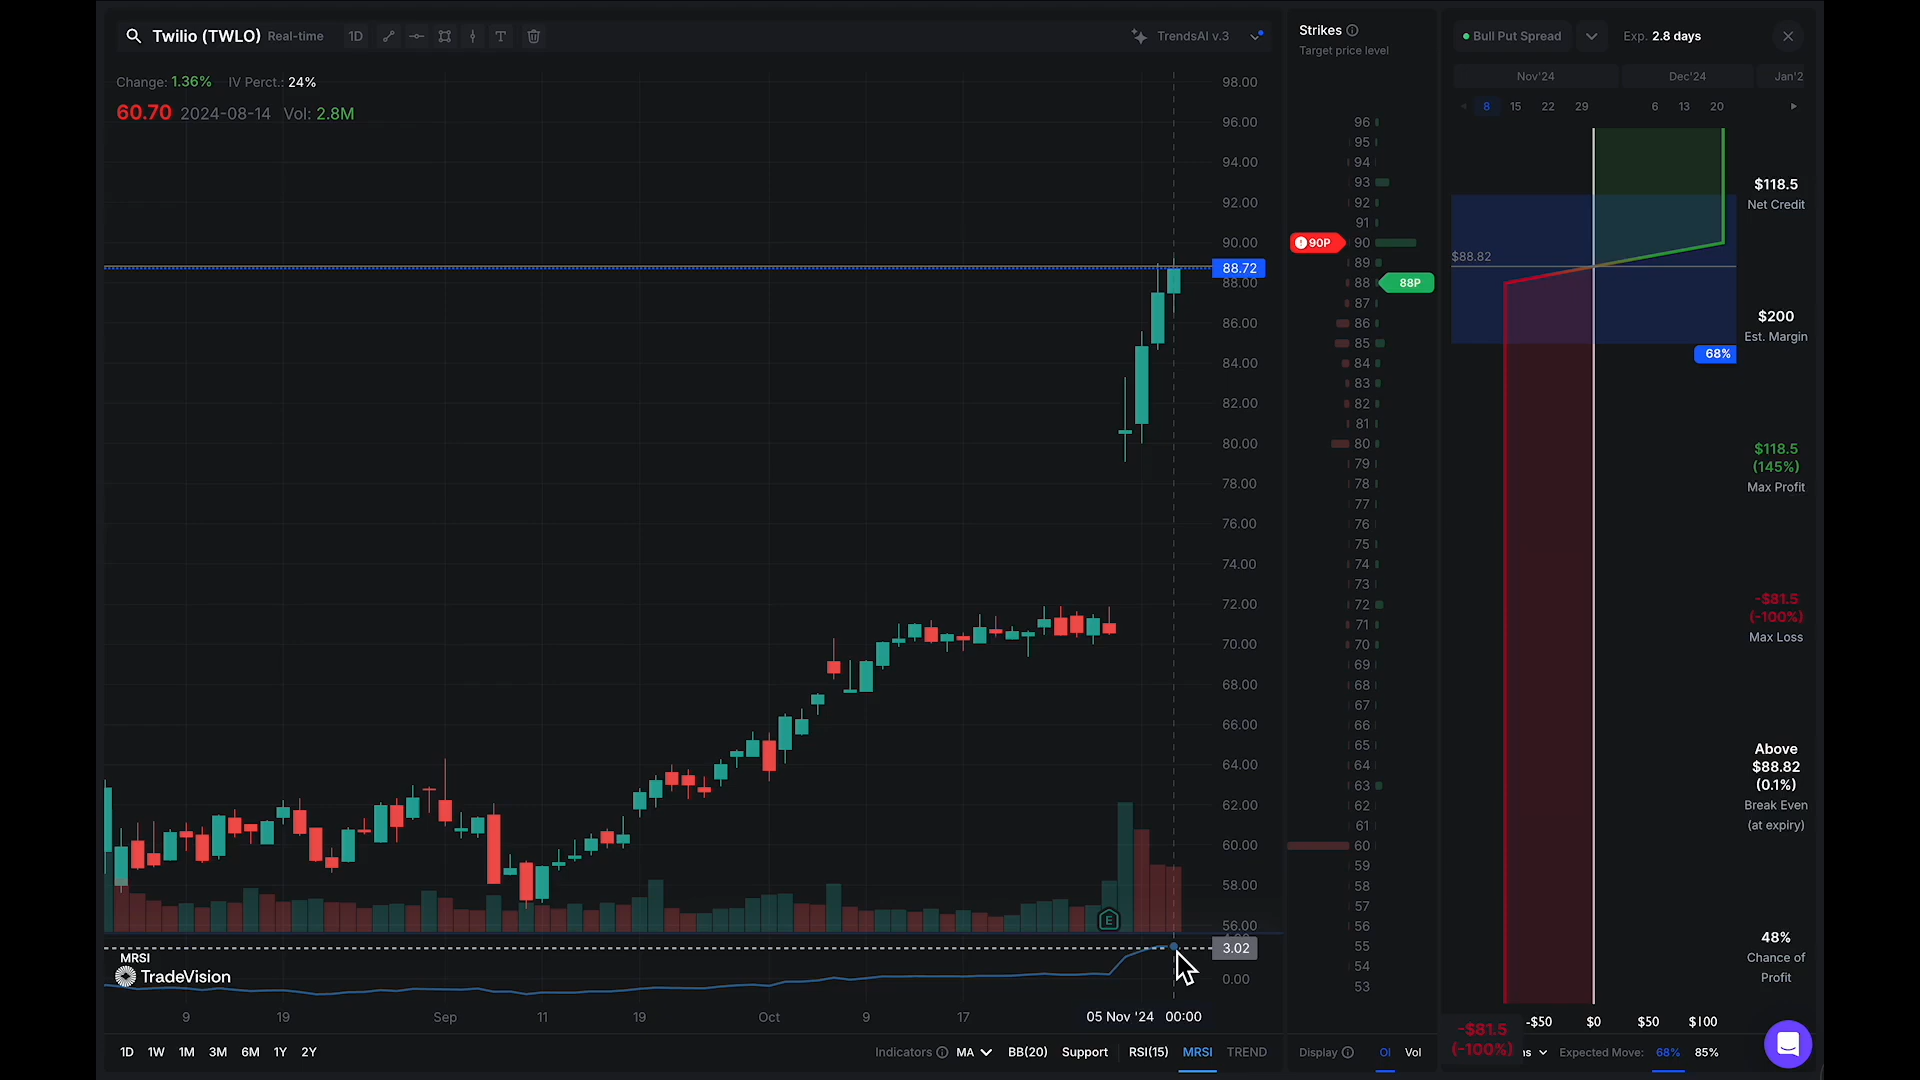 Twilio (TWLO) Real-time 1D T TrendsAI v.3
Change: 1.36% IV Perct.: 24%
60.70 2024-08-14 Vol: 2.8M
98.00
96.00
94.00
92.00
90.00
88.72
88.00
86.00
84.00
82.00
80.00
78.00
76.00
74.00
72.00
70.00
68.00
66.00
64.00
62.00
60.00
58.00
56.00
E
MRSI
TradeVision
3.02
0.00
9 19 Sep 11 19 Oct 9 17 05 Nov '24 00:00
1D 1W 1M 3M 6M 1Y 2Y
Indicators MA BB(20) Support RSI(15) MRSI TREND
Strikes
Target price level
96
95
94
93
92
91
90P 90
89
88 88P
87
86
85
84
83
82
81
80
79
78
77
76
75
74
73
72
71
70
69
68
67
66
65
64
63
62
61
60
59
58
57
56
55
54
53
Display OI Vol
Bull Put Spread Exp. 2.8 days
Nov'24 Dec'24 Jan'2
8 15 22 29 6 13 20
$88.82
68%
$118.5
Net Credit
$200
Est. Margin
$118.5
(145%)
Max Profit
-$81.5
(-100%)
Max Loss
Above
$88.82
(0.1%)
Break Even
(at expiry)
48%
Chance of
Profit
-$50 $0 $50 $100
-$81.5
(-100%)
Expected Move: 68% 85%